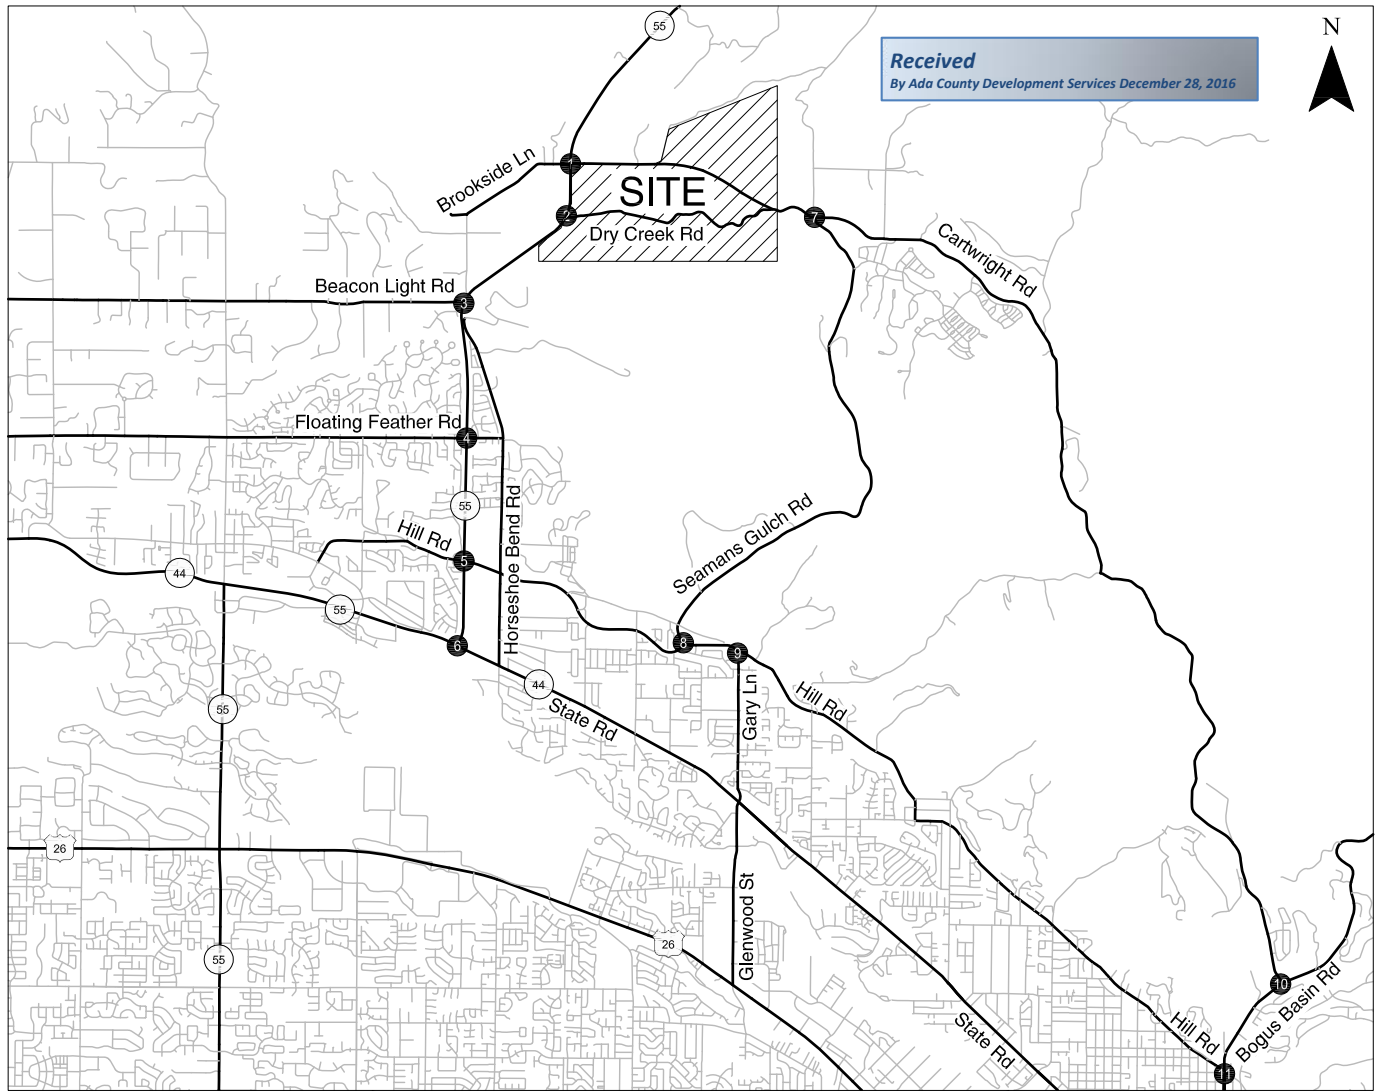 55
N
Received
By Ada County Development Services December 28, 2016
1
Brookside Ln
SITE
2
7
Dry Creek Rd
Cartwright Rd
Beacon Light Rd
3
Floating Feather Rd
4
55
Horseshoe Bend Rd
Seamans Gulch Rd
Hill Rd
5
44
55
6
8
9
44
State Rd
Gary Ln
Hill Rd
55
26
Glenwood St
26
55
State Rd
10
Hill Rd
Bogus Basin Rd
11